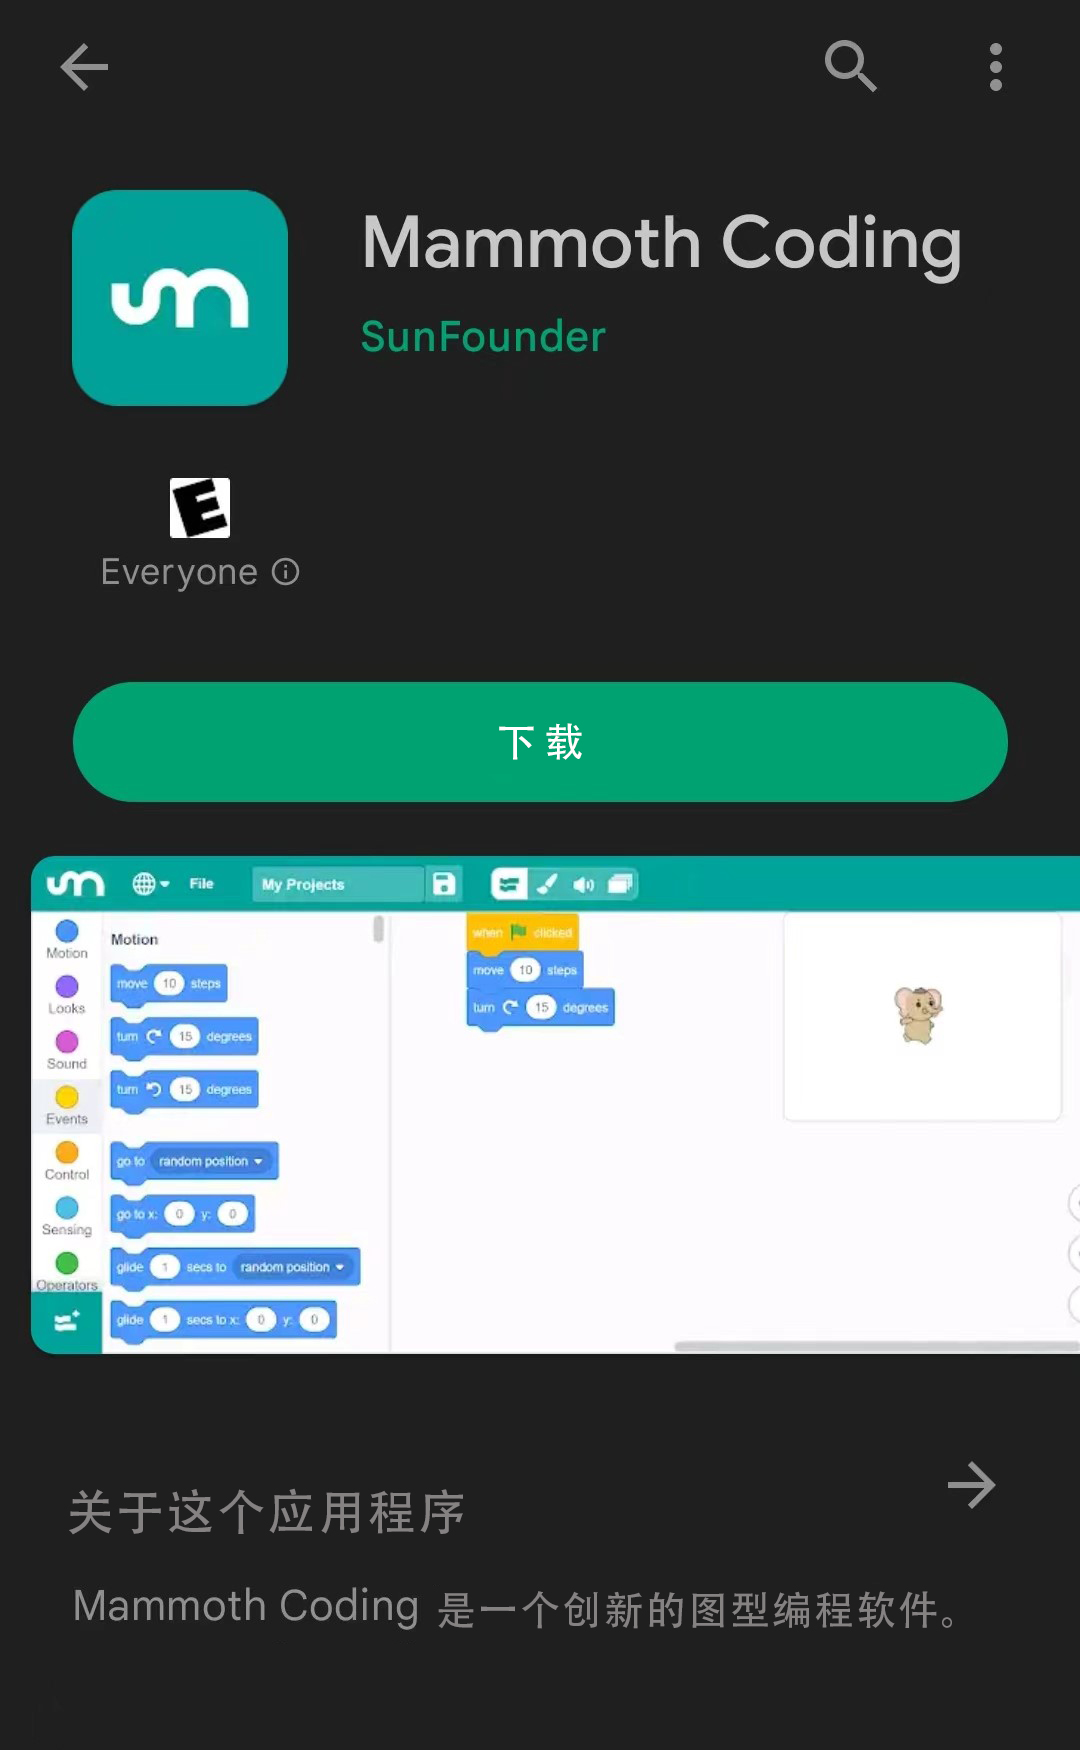 Mammoth Coding
SunFounder
E
Everyone
下载
File
My Projects
Motion
Looks
Sound
Events
Control
Sensing
Operators
Motion
move 10 steps
turn 15 degrees
turn 15 degrees
go to random position
go to x: 0 y: 0
glide 1 secs to random position
glide 1 secs to x: 0 y: 0
when clicked
move 10 steps
turn 15 degrees
关于这个应用程序
Mammoth Coding 是一个创新的图型编程软件。